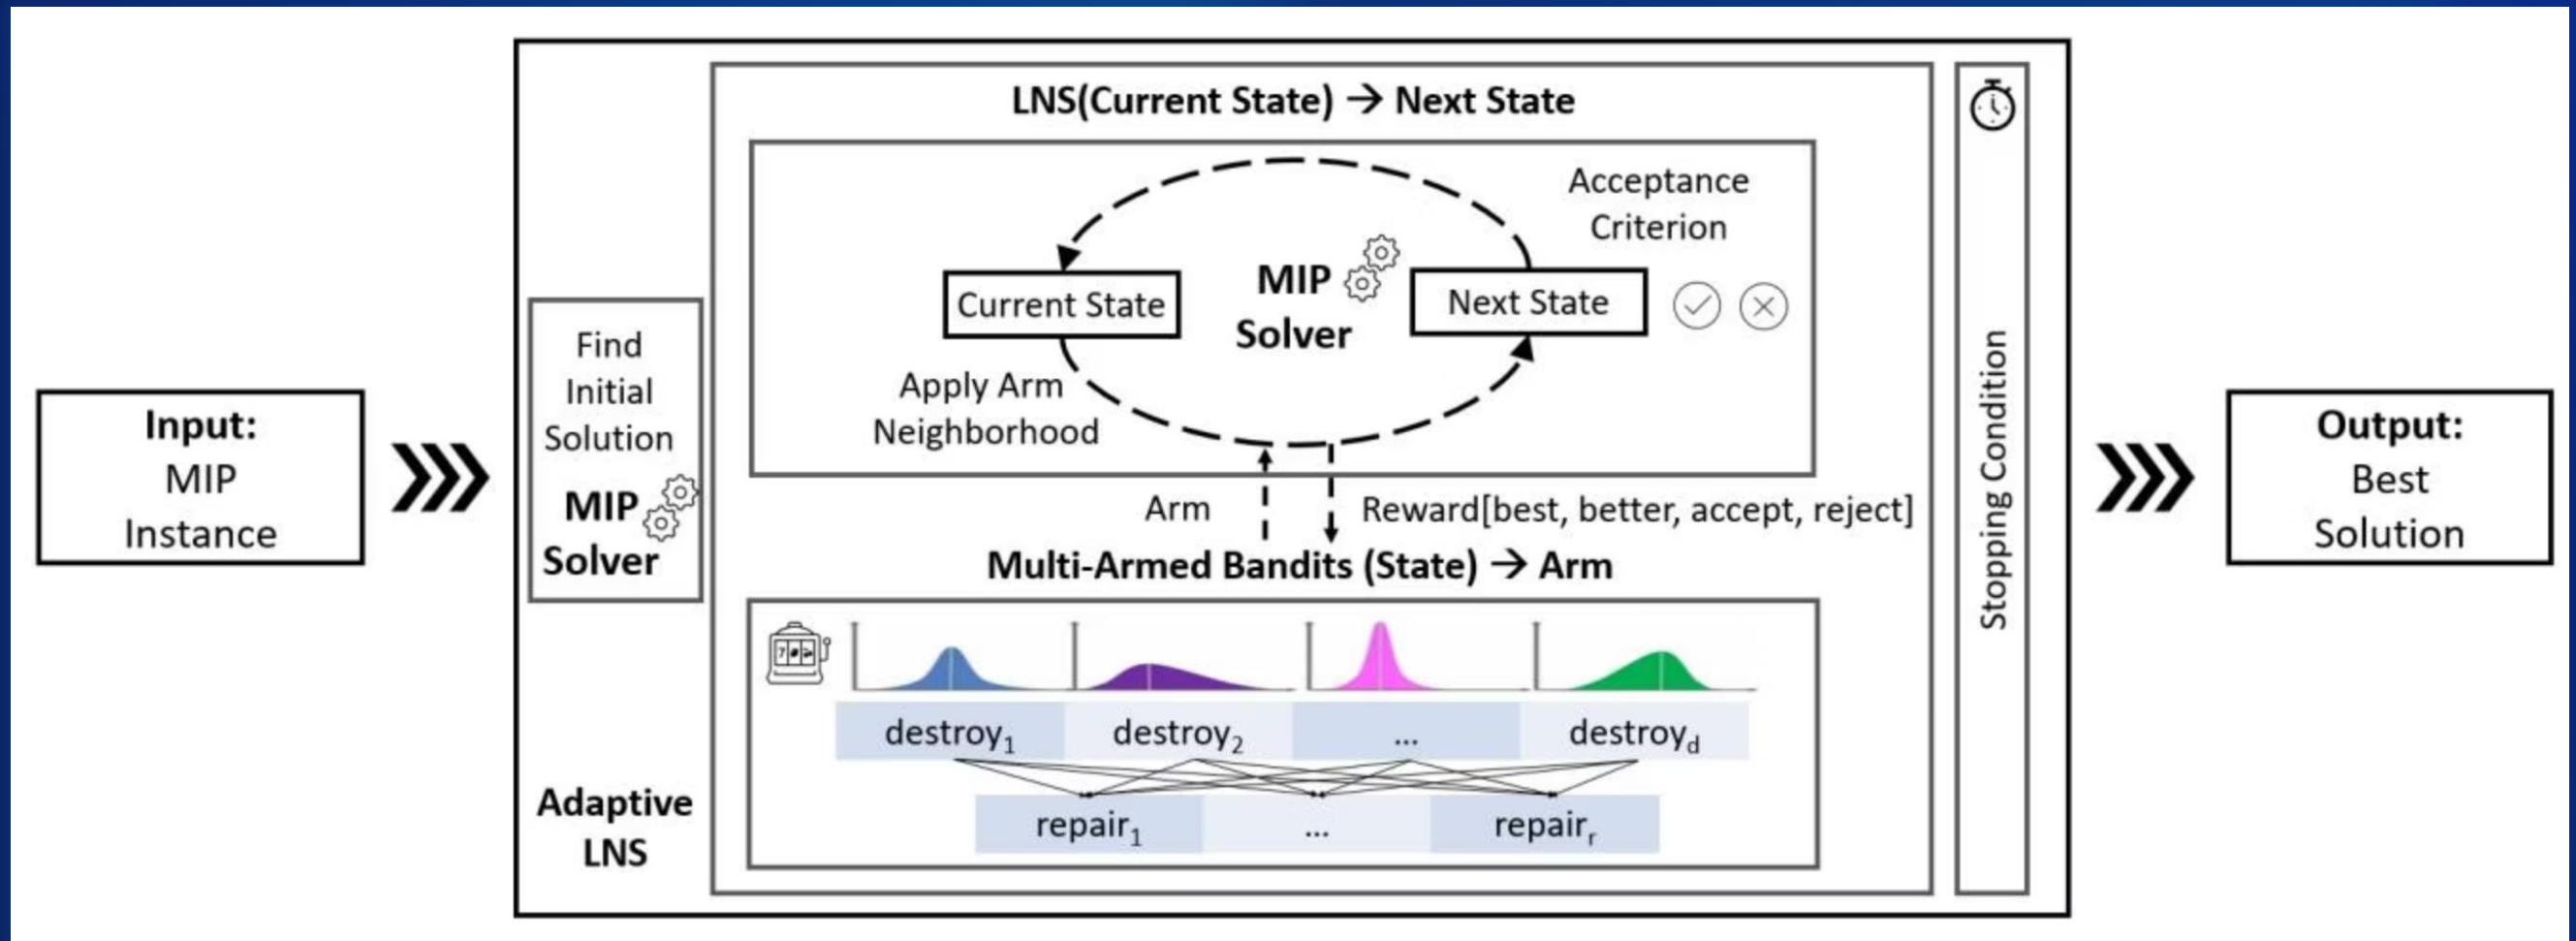 Input:
MIP
Instance
Find
Initial
Solution
MIP
Solver
Adaptive
LNS
LNS(Current State) → Next State
Acceptance
Criterion
Current State
MIP
Solver
Next State
Apply Arm
Neighborhood
Arm
Reward[best, better, accept, reject]
Multi-Armed Bandits (State) → Arm
destroy₁ destroy₂ ... destroy_d
repair₁ ... repairᵣ
Stopping Condition
Output:
Best
Solution